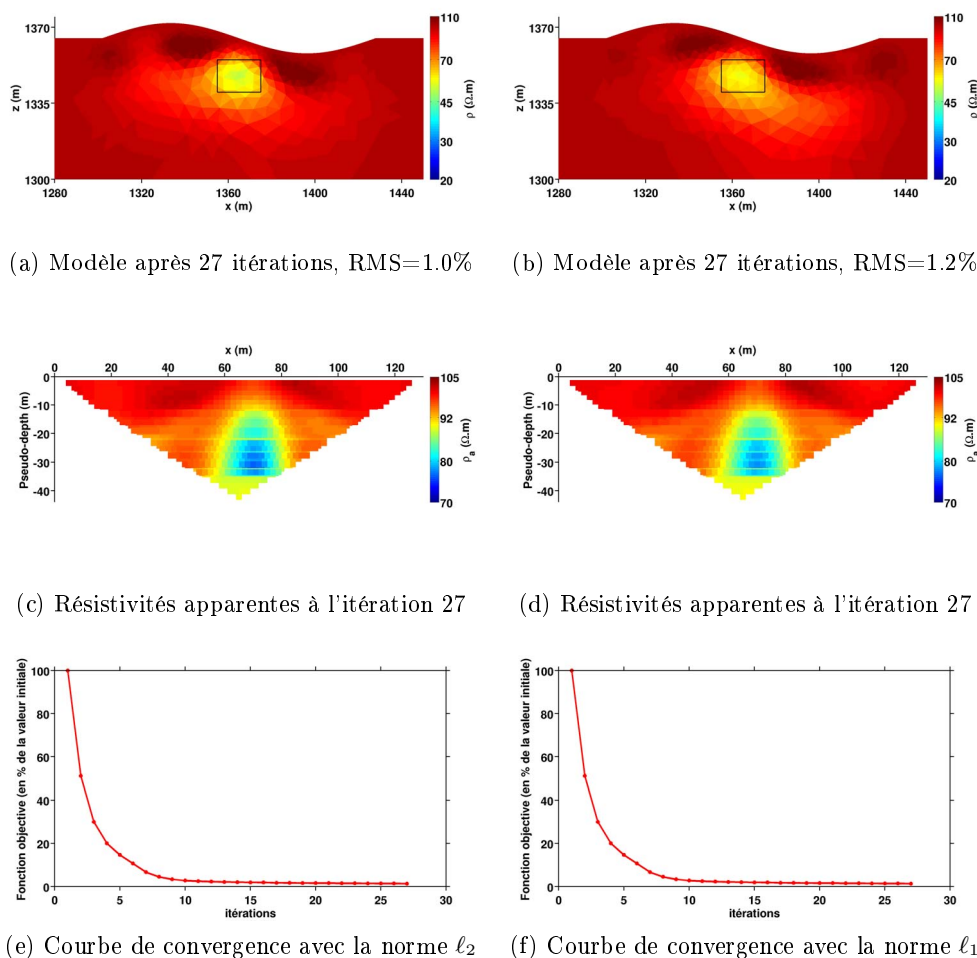 1370
1335
1300
z (m)
1280 1320 1360 1400 1440
x (m)
110
70
45
30
20
ρ (Ω.m)
1370
1335
1300
z (m)
1280 1320 1360 1400 1440
x (m)
110
70
45
30
20
ρ (Ω.m)
(a) Modèle après 27 itérations, RMS=1.0%
(b) Modèle après 27 itérations, RMS=1.2%
x (m)
0 20 40 60 80 100 120
0
-10
-20
-30
-40
Pseudo-depth (m)
105
92
80
70
ρa (Ω.m)
x (m)
0 20 40 60 80 100 120
0
-10
-20
-30
-40
Pseudo-depth (m)
105
92
80
70
ρa (Ω.m)
(c) Résistivités apparentes à l'itération 27
(d) Résistivités apparentes à l'itération 27
Fonction objective (en % de la valeur initiale)
100
80
60
40
20
0
0 5 10 15 20 25 30
itérations
Fonction objective (en % de la valeur initiale)
100
80
60
40
20
0
0 5 10 15 20 25 30
itérations
(e) Courbe de convergence avec la norme ℓ2
(f) Courbe de convergence avec la norme ℓ1